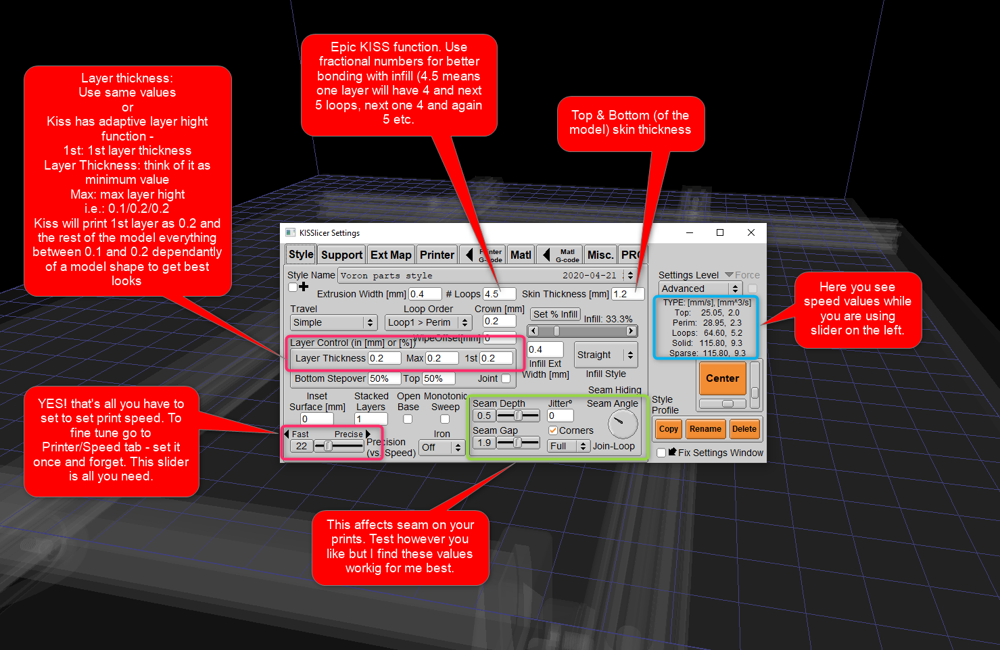 Epic KISS function. Use
fractional numbers for better
bonding with infill (4.5 means
one layer will have 4 and next
5 loops, next one 4 and again
5 etc.
Layer thickness:
Use same values
or
Kiss has adaptive layer hight
function -
1st: 1st layer thickness
Layer Thickness: think of it as
minimum value
Max: max layer hight
i.e.: 0.1/0.2/0.2
Kiss will print 1st layer as 0.2 and
the rest of the model everything
between 0.1 and 0.2 dependantly
of a model shape to get best
looks
Top & Bottom (of the
model) skin thickness
KISSlicer Settings
Style Support Ext Map Printer Printer G-code Matl Matl G-code Misc.
Style Name Voron parts style 2020-04-21
Extrusion Width [mm] 0.4 # Loops 4.5 Skin Thickness [mm] 1.2
Travel Loop Order Crown [mm]
Simple Loop1 > Perim 0.2
Set % Infill Infill: 33.3%
WipeOffset[mm] 0
Layer Control (in [mm] or [%])
Layer Thickness 0.2 Max 0.2 1st 0.2
0.4 Straight
Infill Ext
Width [mm]
Infill Style
Bottom Stepover 50% Top 50% Joint
Inset
Surface [mm]
0
Stacked
Layers
1
Open
Base
Monotonic
Sweep
Fast Precise
22
Precision
(vs. Speed)
Iron
Off
Seam Hiding
Seam Depth Jitterº Seam Angle
0.5 0
Seam Gap Corners
1.9 Full Join-Loop
Settings Level Force
Advanced
TYPE: [mm/s], [mm^3/s]
Top: 25.05, 2.0
Perim: 28.95, 2.3
Loops: 64.60, 5.2
Solid: 115.80, 9.3
Sparse: 115.80, 9.3
Center
Style
Profile
Copy Rename Delete
Fix Settings Window
Here you see
speed values while
you are using
slider on the left.
YES! that's all you have to
set to set print speed. To
fine tune go to
Printer/Speed tab - set it
once and forget. This slider
is all you need.
This affects seam on your
prints. Test however you
like but I find these values
workig for me best.